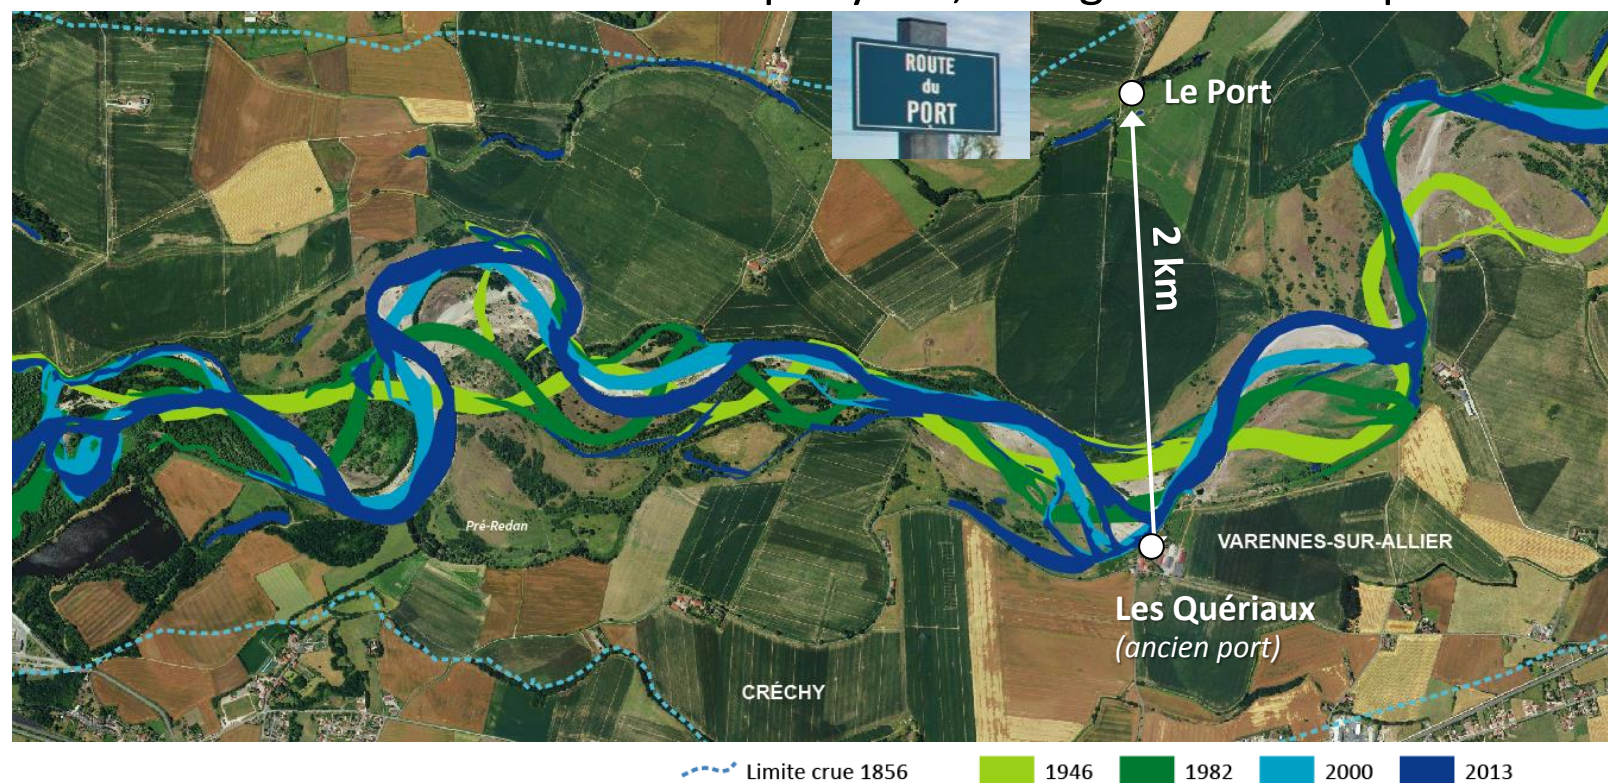 ROUTE
du
PORT
Le Port
2 km
Pré-Redan
VARENNES-SUR-ALLIER
Les Quériaux
(ancien port)
CRÉCHY
Limite crue 1856
1946
1982
2000
2013